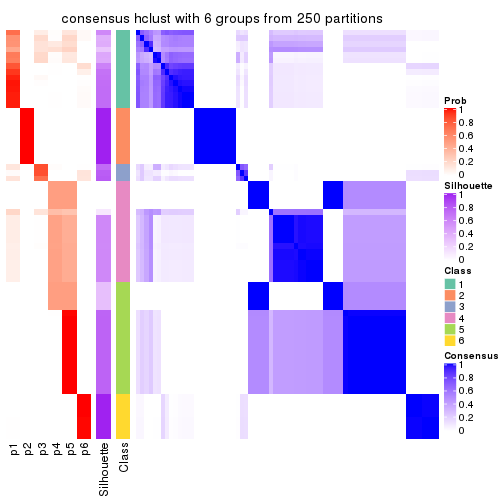 consensus hclust with 6 groups from 250 partitions
Prob
1
0.8
0.6
0.4
0.2
0
Silhouette
1
0.8
0.6
0.4
0.2
0
Class
1
2
3
4
5
6
Consensus
1
0.8
0.6
0.4
0.2
0
p1
p2
p3
p4
p5
p6
Silhouette
Class